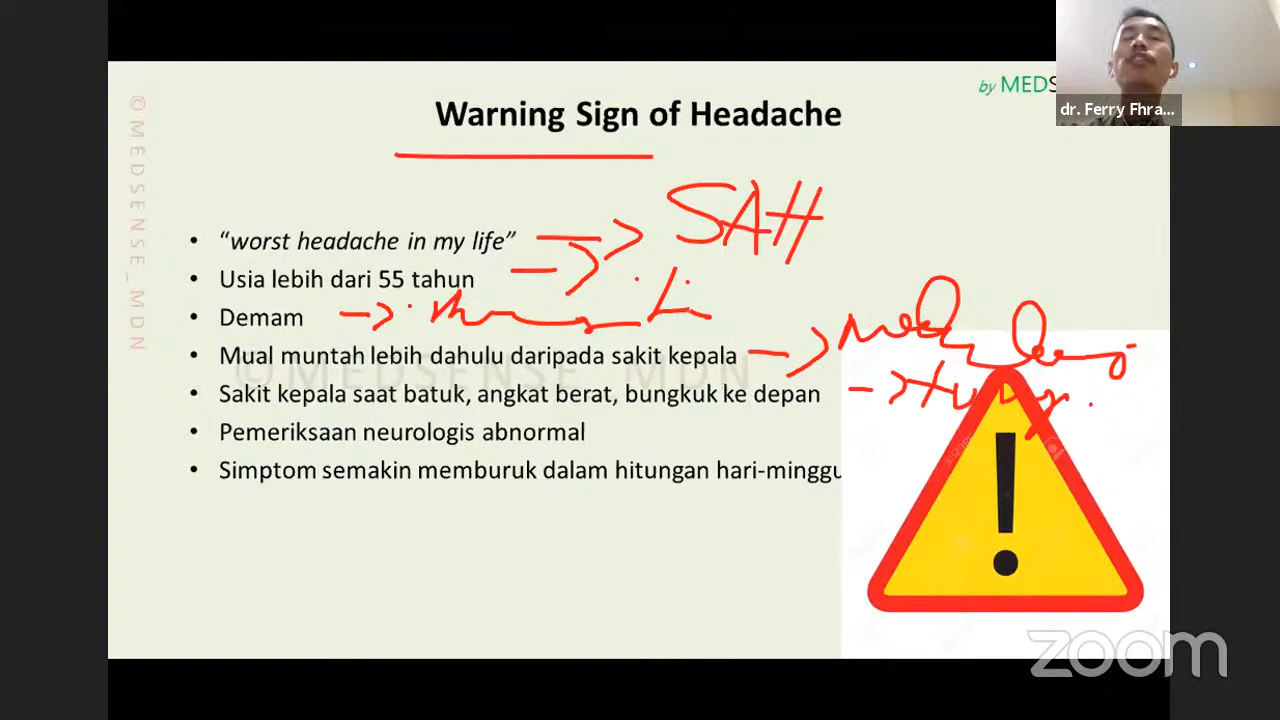 by MEDS
Warning Sign of Headache
SAH
• “worst headache in my life”
• Usia lebih dari 55 tahun
• Demam
• Mual muntah lebih dahulu daripada sakit kepala
• Sakit kepala saat batuk, angkat berat, bungkuk ke depan
• Pemeriksaan neurologis abnormal
• Simptom semakin memburuk dalam hitungan hari-minggu
©MEDSENSE_MDN
©MEDSENSE_MDN
dr. Ferry Fhra...
zoom